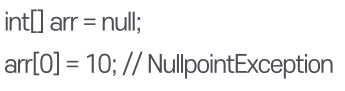 int[] arr = null;
arr[0] = 10; // NullpointException